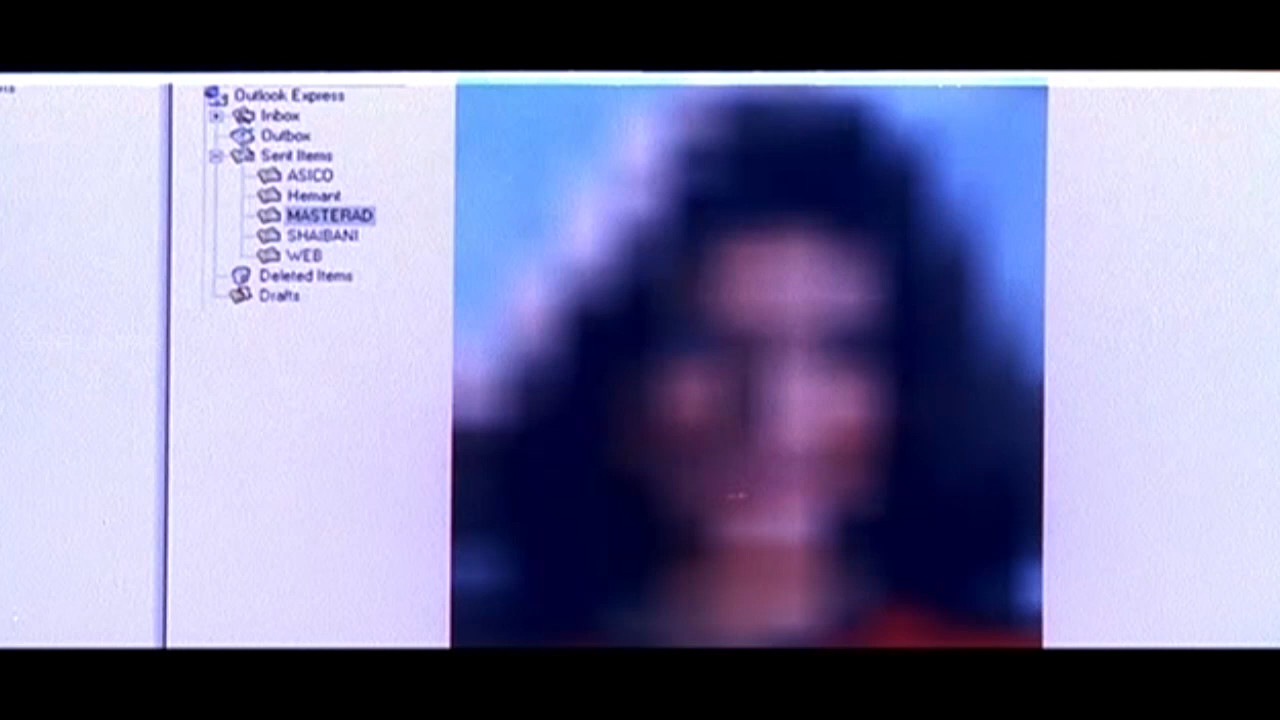 Outlook Express
Inbox
Outbox
Sent Items
ASICO
Hemant
MASTERAD
SHAIBANI
WEB
Deleted Items
Drafts